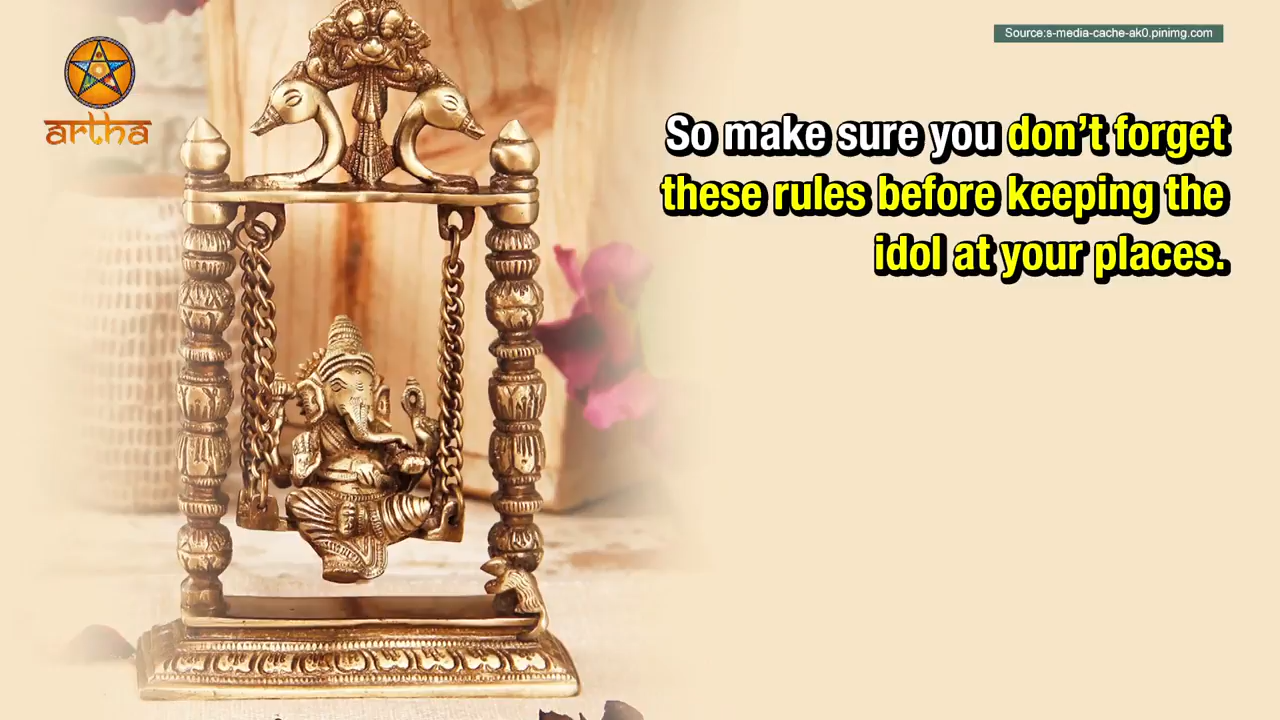 Source:s-media-cache-ak0.pinimg.com
artha
So make sure you don't forget
these rules before keeping the
idol at your places.